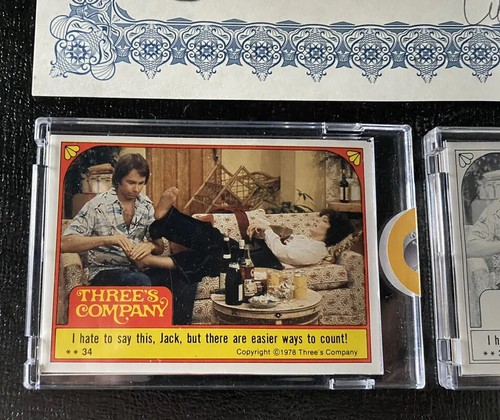 THREE'S
COMPANY
I hate to say this, Jack, but there are easier ways to count!
** 34
Copyright ©1978 Three's Company
I h